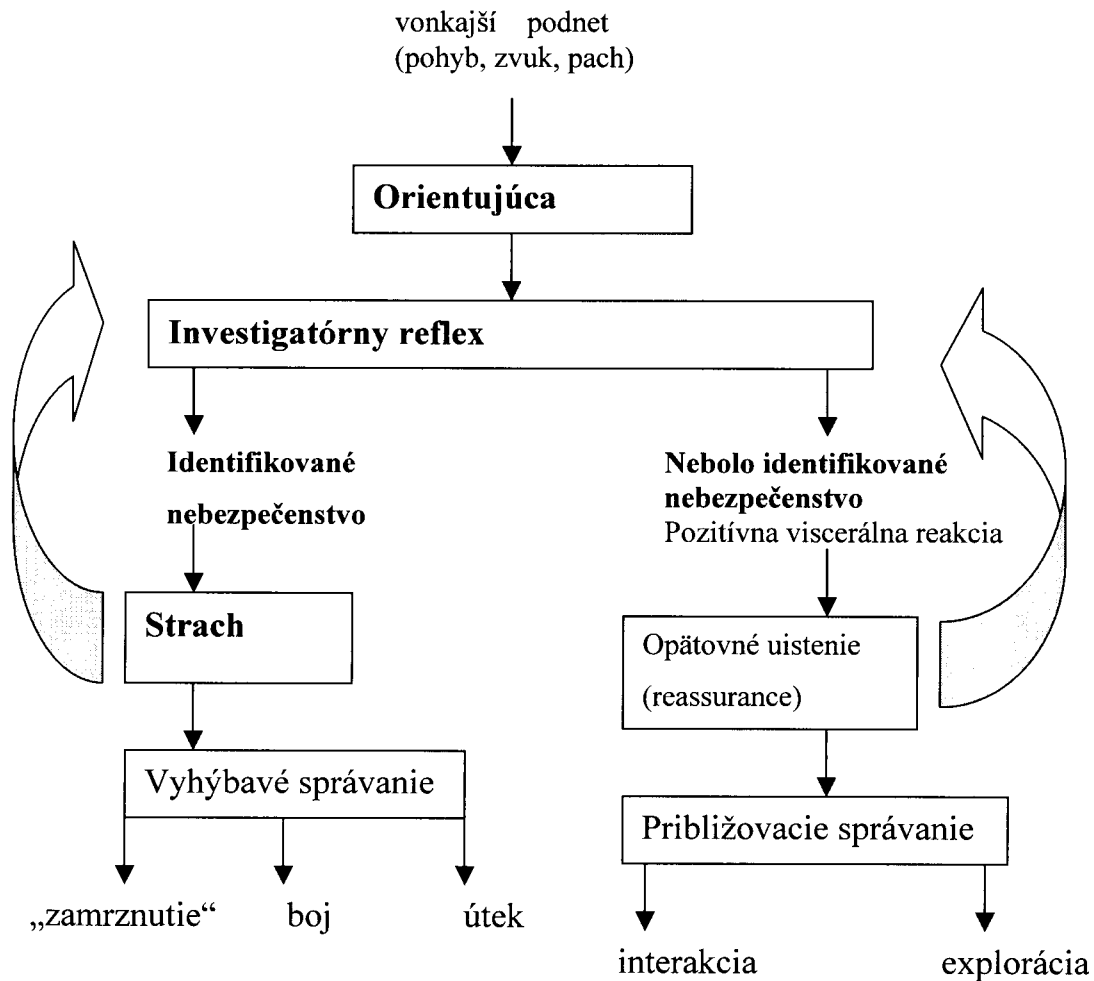 vonkajší podnet
(pohyb, zvuk, pach)
Orientujúca
Investigatórny reflex
Identifikované
nebezpečenstvo
Strach
Vyhýbavé správanie
„zamrznutie“ boj útek
Nebolo identifikované
nebezpečenstvo
Pozitívna viscerálna reakcia
Opätovné uistenie
(reassurance)
Približovacie správanie
interakcia explorácia